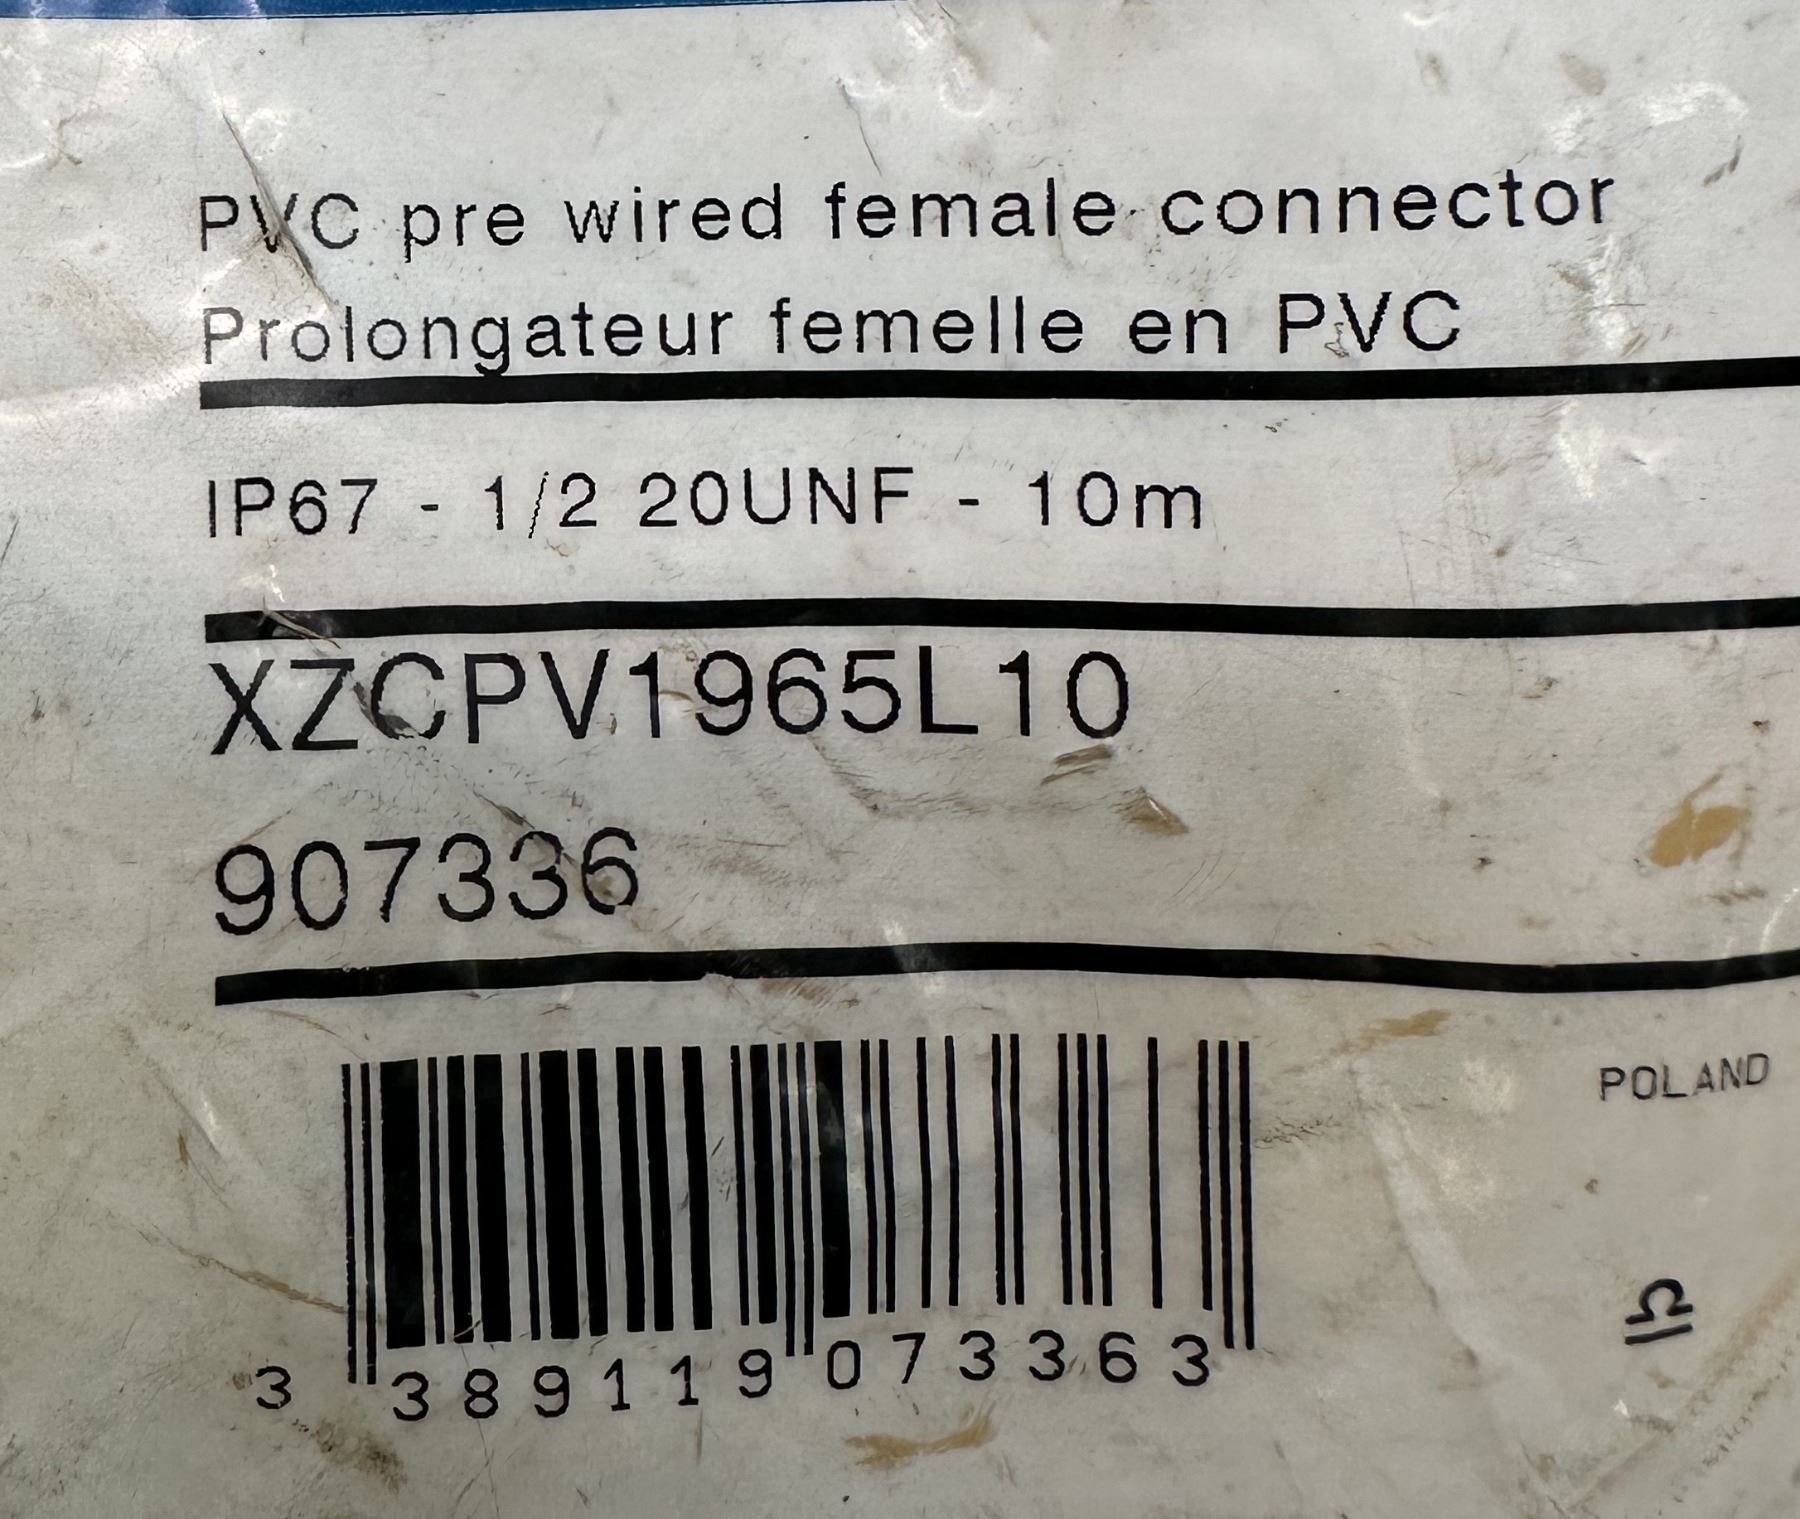 PVC pre wired female connector
Prolongateur femelle en PVC
IP67 - 1/2 20UNF - 10m
XZCPV1965L10
907336
POLAND
3 389119 073363